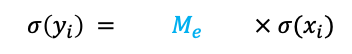 σ(yᵢ) = Mₑ × σ(xᵢ)